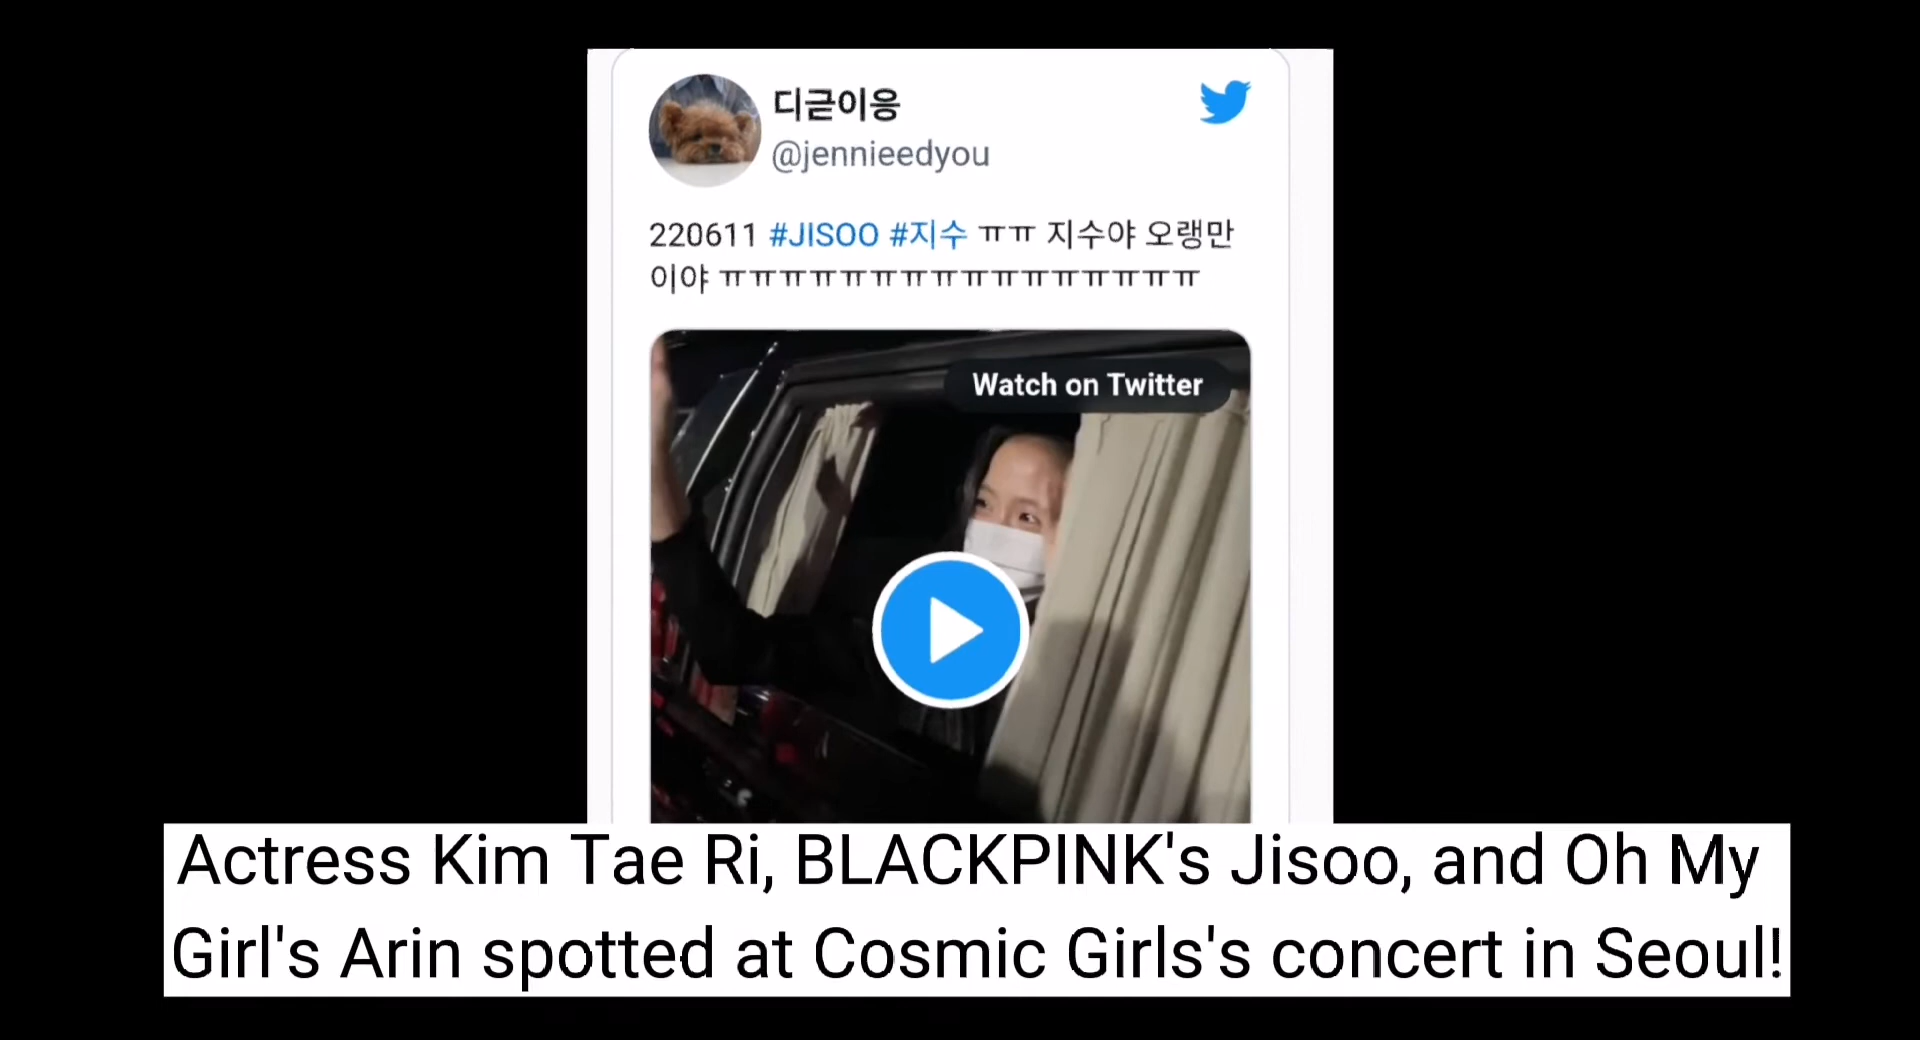 디귿이응
@jennieedyou
220611 #JISOO #지수 ㅠㅠ 지수야 오랭만
이야 ㅠㅠㅠㅠㅠㅠㅠㅠㅠㅠㅠㅠㅠㅠㅠㅠ
Watch on Twitter
Actress Kim Tae Ri, BLACKPINK's Jisoo, and Oh My
Girl's Arin spotted at Cosmic Girls's concert in Seoul!